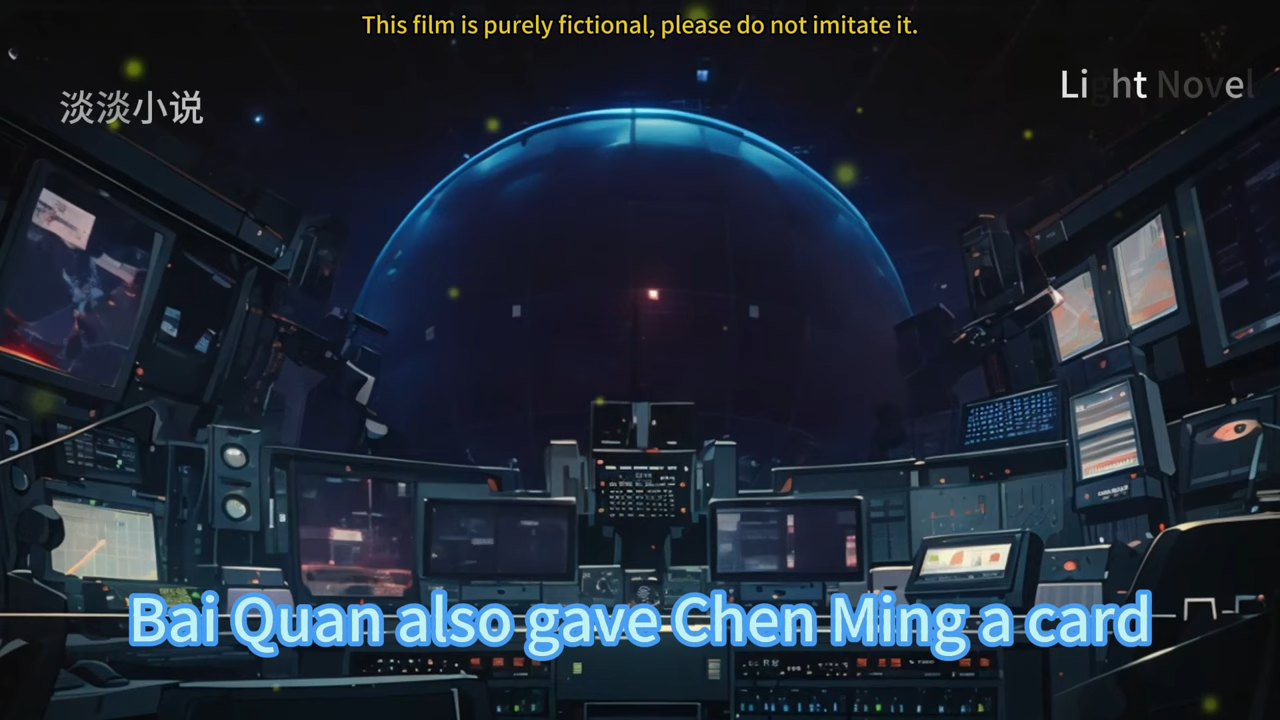 This film is purely fictional, please do not imitate it.
淡淡小说
Light Novel
Bai Quan also gave Chen Ming a card